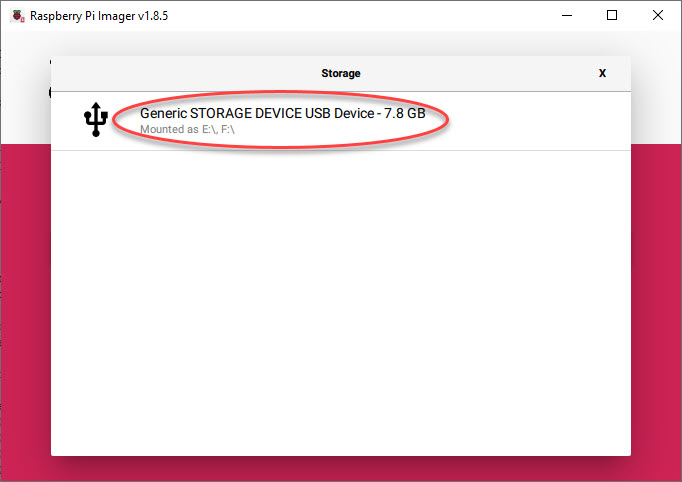 Raspberry Pi Imager v1.8.5
Storage
X
Generic STORAGE DEVICE USB Device - 7.8 GB
Mounted as E:\, F:\